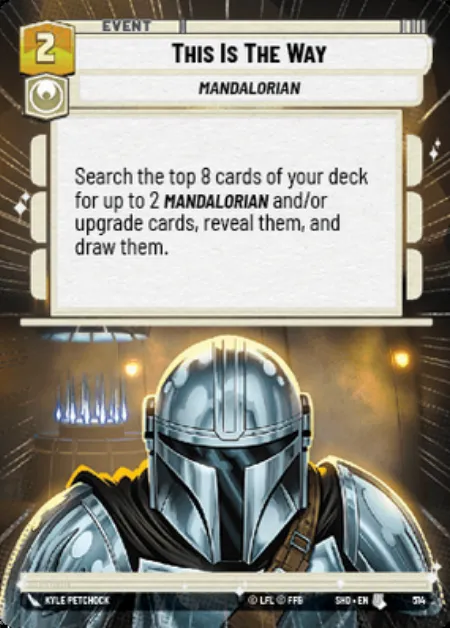 EVENT
2
THIS IS THE WAY
MANDALORIAN
Search the top 8 cards of your deck
for up to 2 MANDALORIAN and/or
upgrade cards, reveal them, and
draw them.
KYLE PETCHOCK © LFL © FFG SHD • EN 514